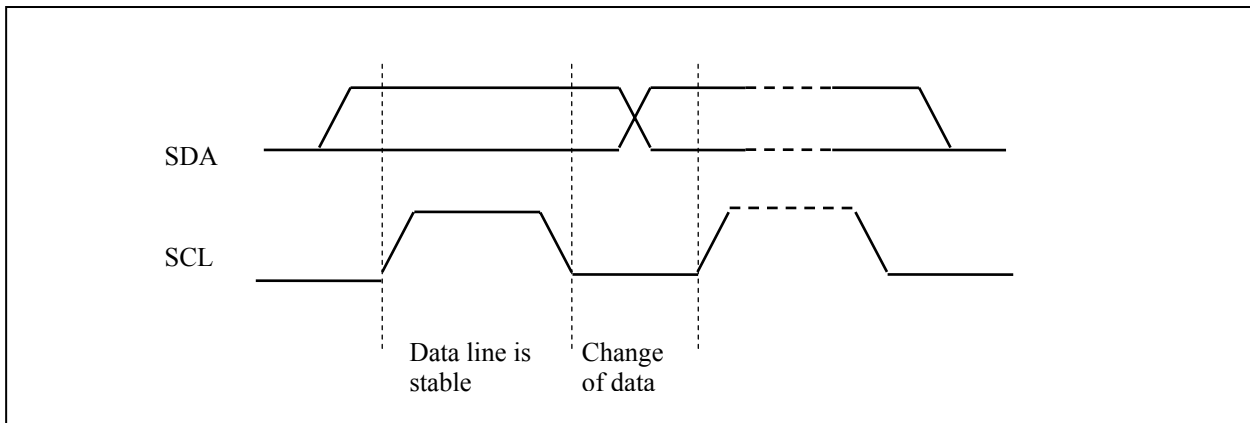 SDA
SCL
Data line is
stable
Change
of data